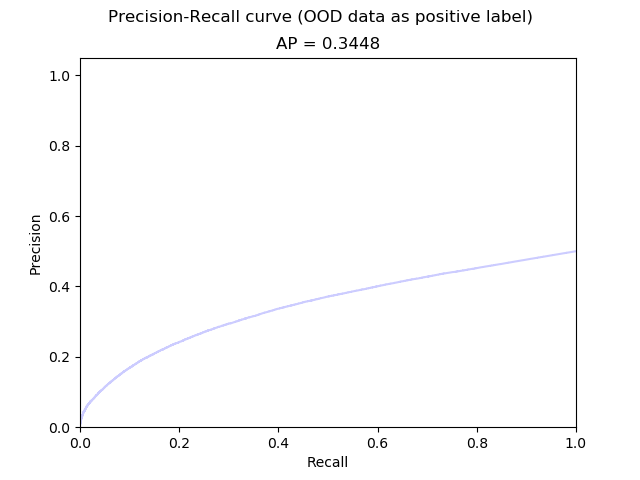 Precision-Recall curve (OOD data as positive label)
AP = 0.3448
1.0
0.8
0.6
0.4
0.2
0.0
Precision
0.0 0.2 0.4 0.6 0.8 1.0
Recall